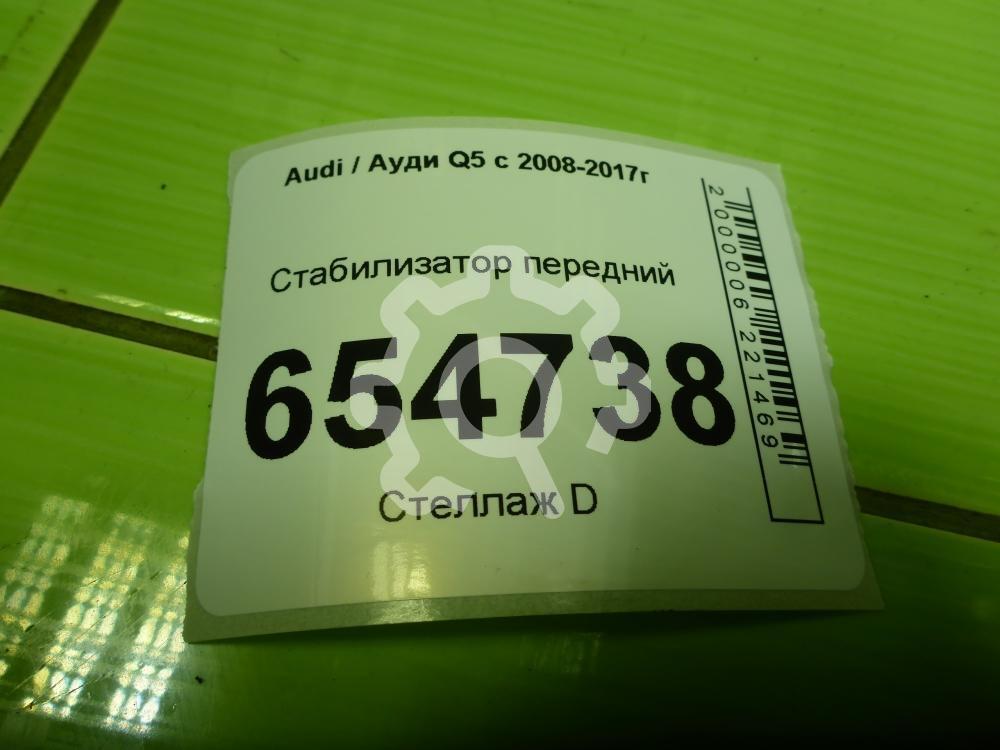 Audi / Ауди Q5 с 2008-2017г
Стабилизатор передний
654738
Стеллаж D
2000006221469